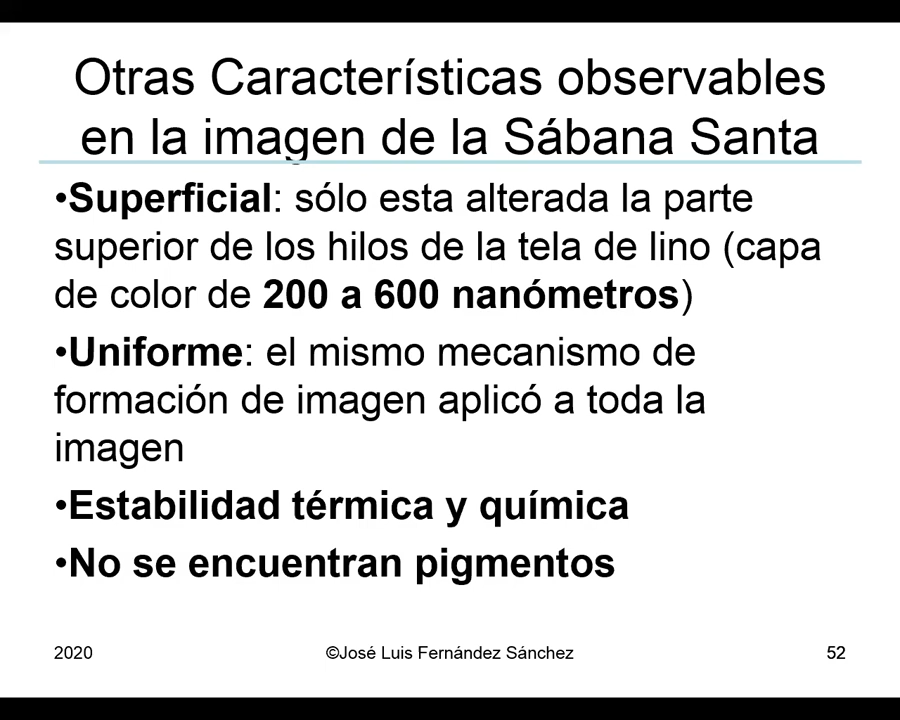 Otras Características observables
en la imagen de la Sábana Santa
•Superficial: sólo esta alterada la parte
superior de los hilos de la tela de lino (capa
de color de 200 a 600 nanómetros)
•Uniforme: el mismo mecanismo de
formación de imagen aplicó a toda la
imagen
•Estabilidad térmica y química
•No se encuentran pigmentos
2020 ©José Luis Fernández Sánchez 52